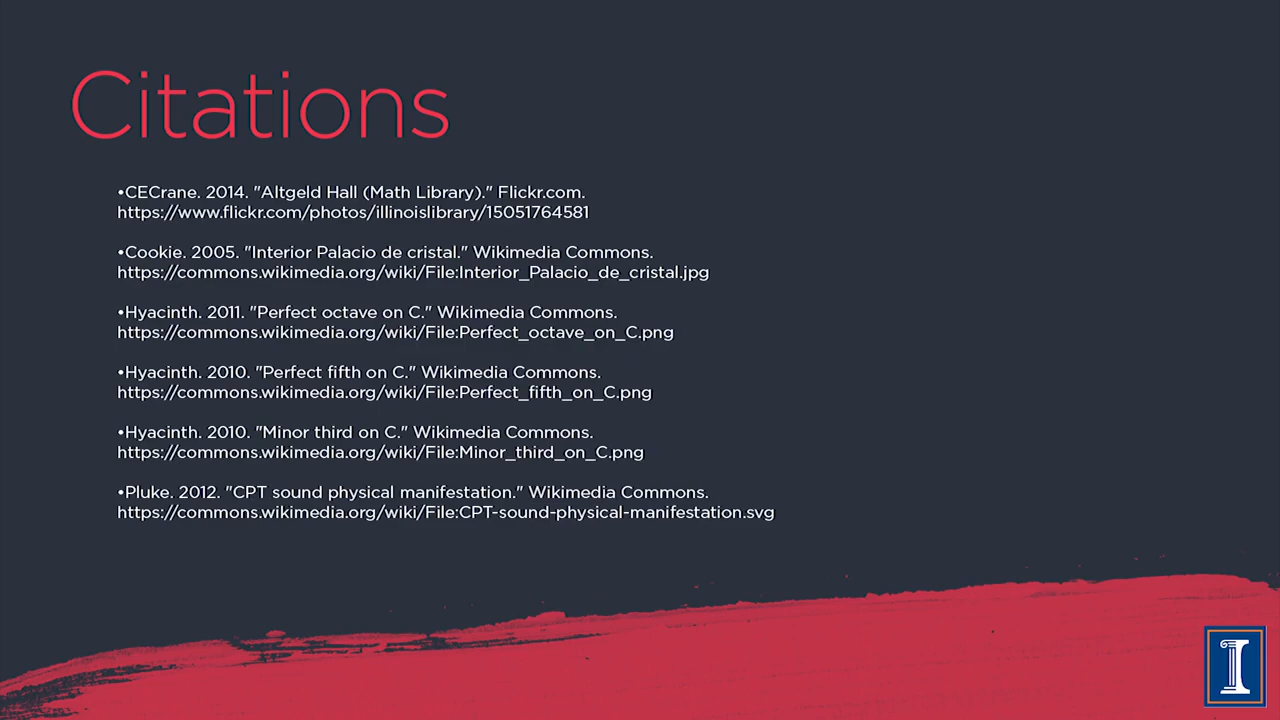 Citations
•CECrane. 2014. "Altgeld Hall (Math Library)." Flickr.com.
https://www.flickr.com/photos/illinoislibrary/15051764581
•Cookie. 2005. "Interior Palacio de cristal." Wikimedia Commons.
https://commons.wikimedia.org/wiki/File:Interior_Palacio_de_cristal.jpg
•Hyacinth. 2011. "Perfect octave on C." Wikimedia Commons.
https://commons.wikimedia.org/wiki/File:Perfect_octave_on_C.png
•Hyacinth. 2010. "Perfect fifth on C." Wikimedia Commons.
https://commons.wikimedia.org/wiki/File:Perfect_fifth_on_C.png
•Hyacinth. 2010. "Minor third on C." Wikimedia Commons.
https://commons.wikimedia.org/wiki/File:Minor_third_on_C.png
•Pluke. 2012. "CPT sound physical manifestation." Wikimedia Commons.
https://commons.wikimedia.org/wiki/File:CPT-sound-physical-manifestation.svg
I